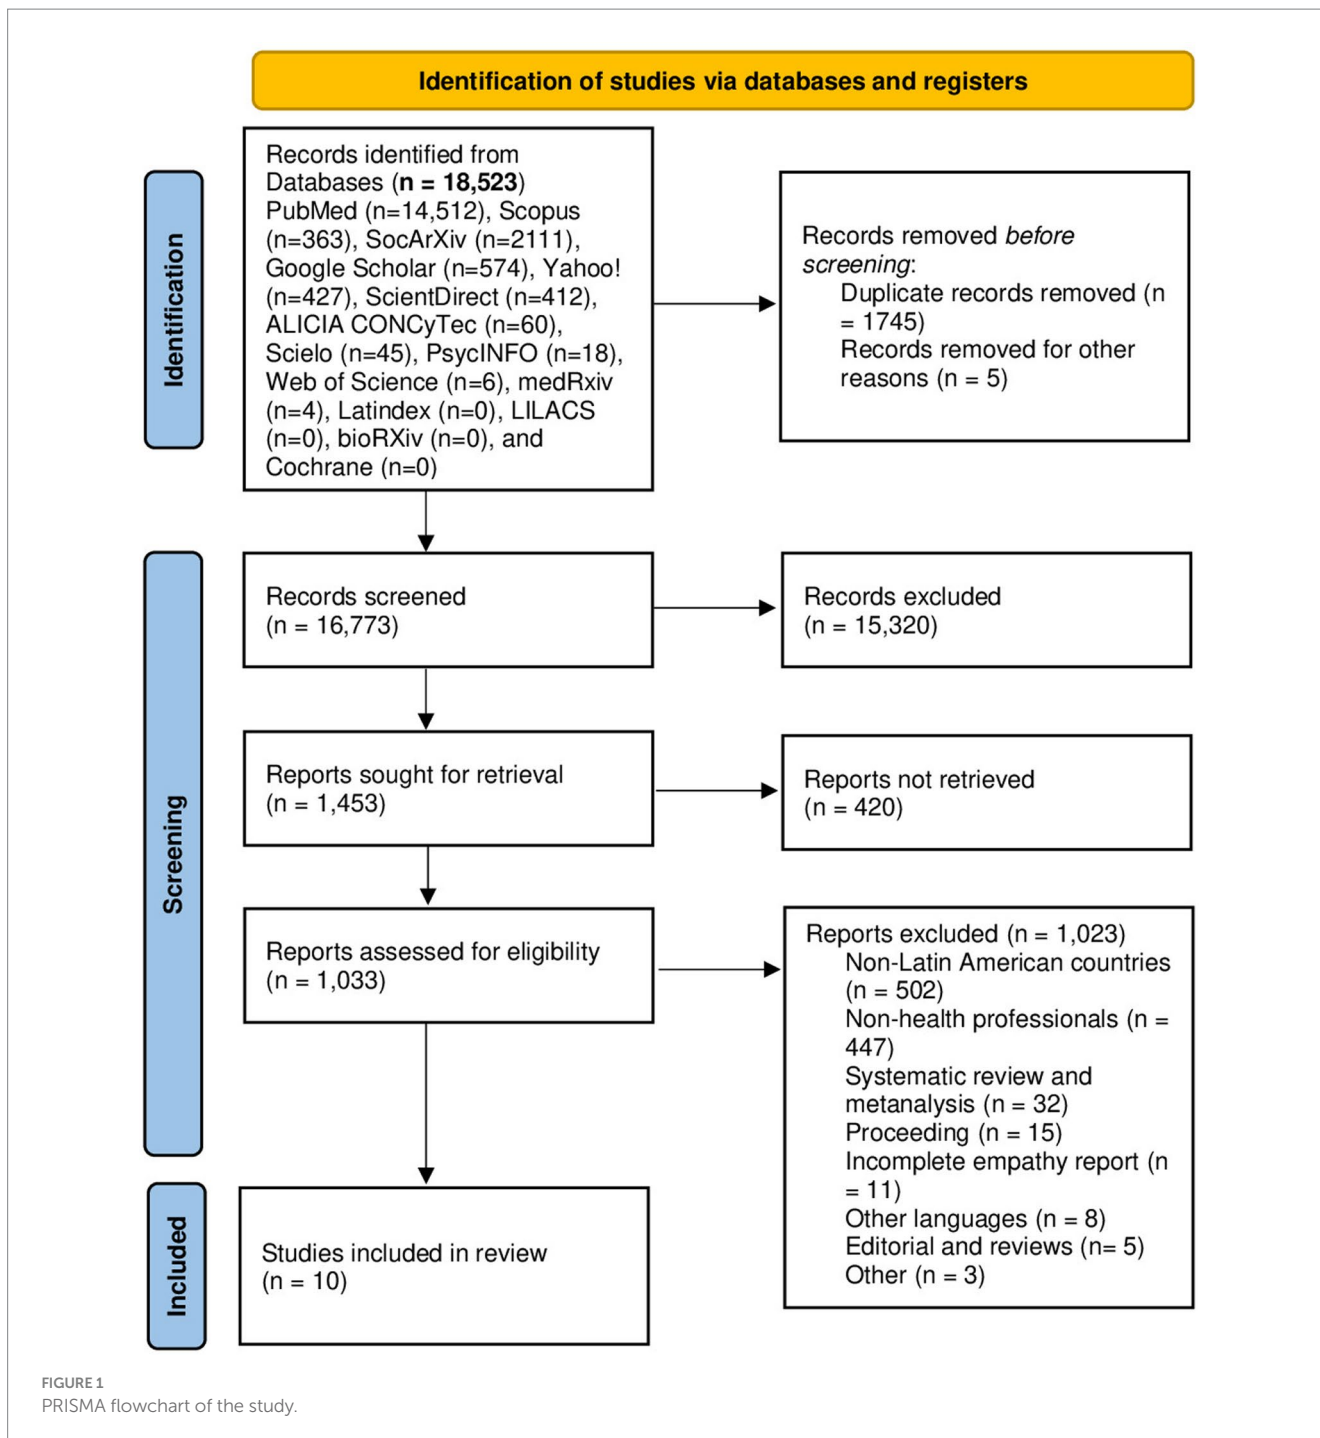 Identification of studies via databases and registers
Identification
Records identified from
Databases (n = 18,523)
PubMed (n=14,512), Scopus
(n=363), SocArXiv (n=2111),
Google Scholar (n=574), Yahoo!
(n=427), ScientDirect (n=412),
ALICIA CONCyTec (n=60),
Scielo (n=45), PsycINFO (n=18),
Web of Science (n=6), medRxiv
(n=4), Latindex (n=0), LILACS
(n=0), bioRXiv (n=0), and
Cochrane (n=0)
Records removed before
screening:
Duplicate records removed (n
= 1745)
Records removed for other
reasons (n = 5)
Screening
Records screened
(n = 16,773)
Records excluded
(n = 15,320)
Reports sought for retrieval
(n = 1,453)
Reports not retrieved
(n = 420)
Reports assessed for eligibility
(n = 1,033)
Reports excluded (n = 1,023)
Non-Latin American countries
(n = 502)
Non-health professionals (n =
447)
Systematic review and
metanalysis (n = 32)
Proceeding (n = 15)
Incomplete empathy report (n
= 11)
Other languages (n = 8)
Editorial and reviews (n= 5)
Other (n = 3)
Included
Studies included in review
(n = 10)
FIGURE 1
PRISMA flowchart of the study.